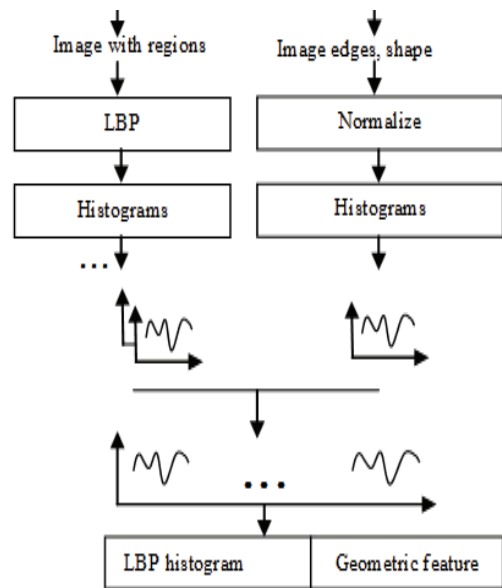 Image with regions
Image edges, shape
LBP
Normalize
Histograms
Histograms
...
...
LBP histogram
Geometric feature